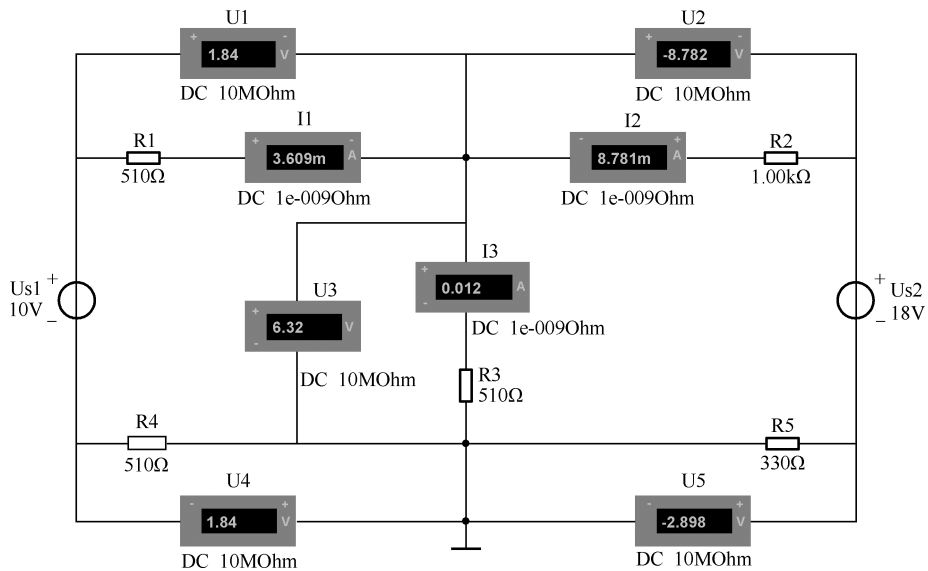 U1
U2
+ -
1.84 V
+ -
-8.782 V
DC 10MOhm
DC 10MOhm
I1
I2
R1
+ -
3.609m A
- +
8.781m A
R2
510Ω
DC 1e-009Ohm
DC 1e-009Ohm
1.00kΩ
I3
+
0.012 A
-
Us1
+
10V
-
U3
+
6.32 V
-
DC 1e-009Ohm
+
Us2
-
18V
DC 10MOhm
R3
510Ω
R4
510Ω
R5
330Ω
U4
U5
- +
1.84 V
- +
-2.898 V
DC 10MOhm
DC 10MOhm